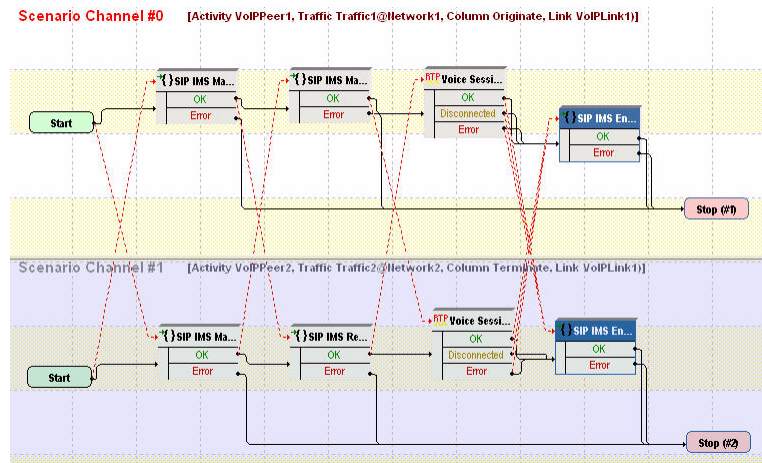 Scenario Channel #0 [Activity VoIPPeer1, Traffic Traffic1@Network1, Column Originate, Link VoIPLink1)]
SIP IMS Ma...
OK
Error
SIP IMS Ma...
OK
Error
RTP Voice Sessi...
OK
Disconnected
Error
SIP IMS En...
OK
Error
Start
Stop (#1)
Scenario Channel #1 [Activity VoIPPeer2, Traffic Traffic2@Network2, Column Terminate, Link VoIPLink1)]
SIP IMS Ma...
OK
Error
SIP IMS Re...
OK
Error
RTP Voice Sessi...
OK
Disconnected
Error
SIP IMS En...
OK
Error
Start
Stop (#2)